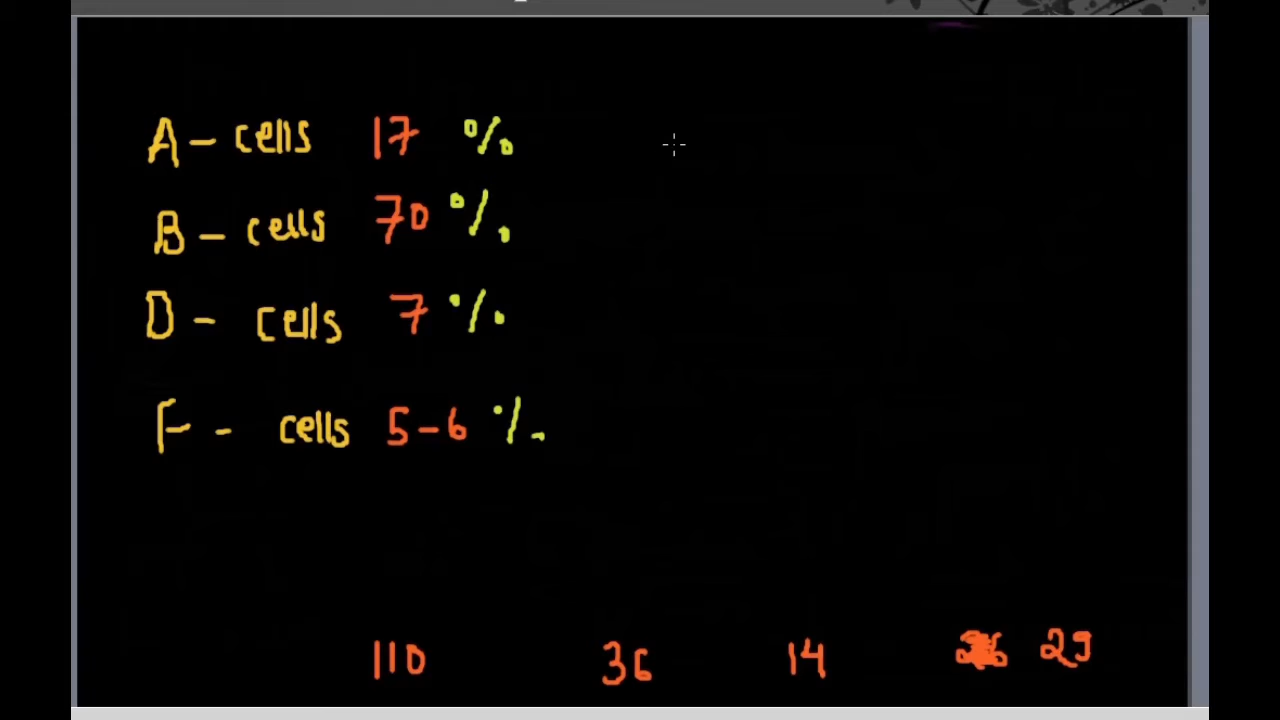 A - cells 17 %
B - cells 70 %
D - cells 7 %
F - cells 5-6 %
110 36 14 29